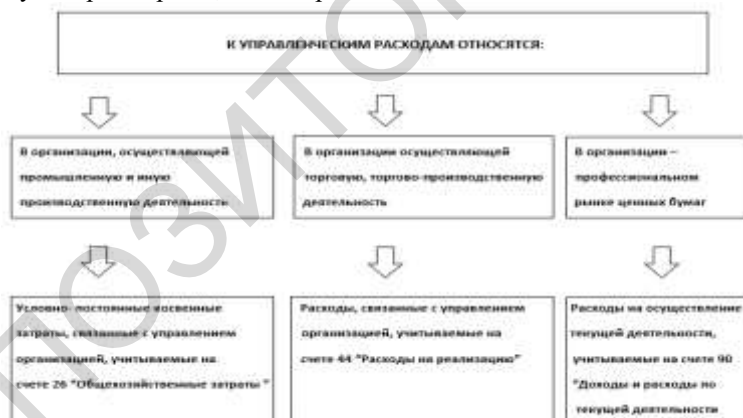 К УПРАВЛЕНЧЕСКИМ РАСХОДАМ ОТНОСЯТСЯ:
В организации, осуществляющей
промышленную и иную
производственную деятельность
В организации осуществляющей
торговую, торгово-производственную
деятельность
В организации –
профессиональном
рынке ценных бумаг
Условно- постоянные косвенные
затраты, связанные с управлением
организацией, учитываемые на
счете 26 "Общехозяйственные затраты "
Расходы, связанные с управлением
организацией, учитываемые на
счете 44 "Расходы на реализацию"
Расходы на осуществление
текущей деятельности,
учитываемые на счете 90
"Доходы и расходы по
текущей деятельности